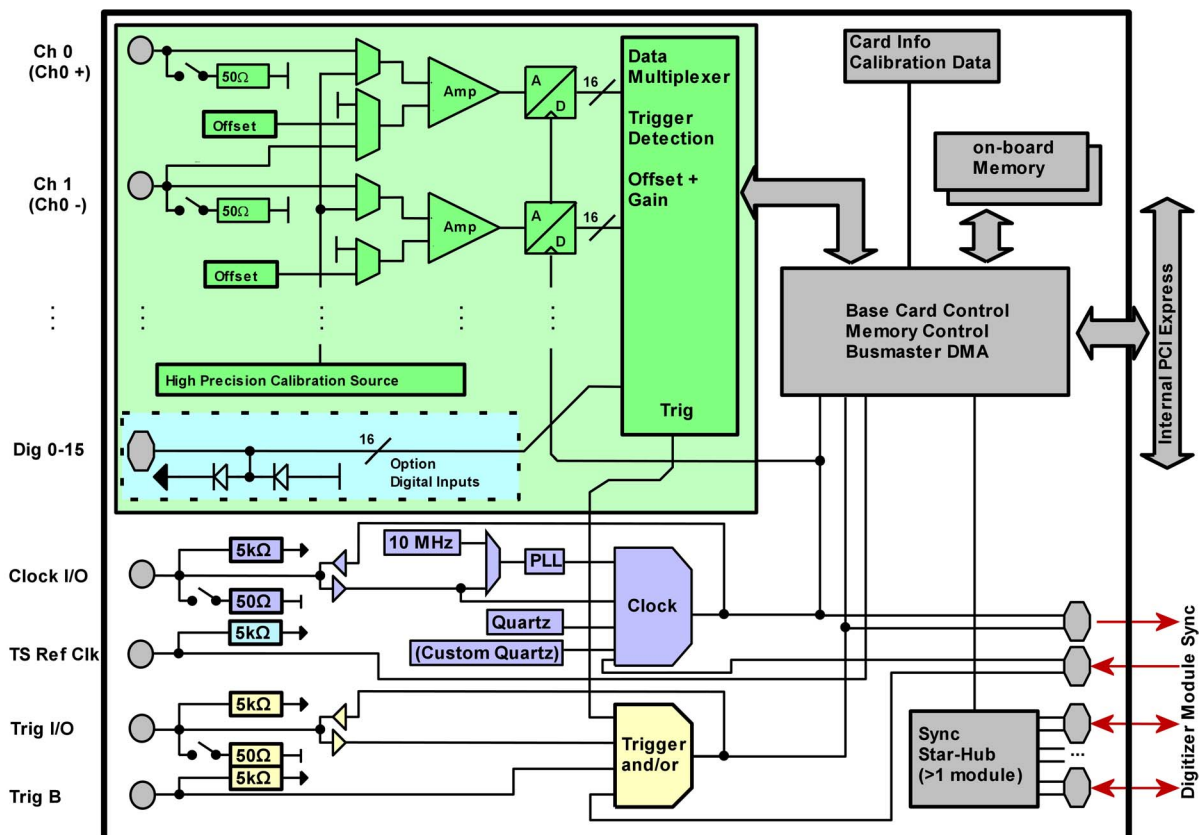 Ch 0
(Ch0 +)
50Ω
Offset
Amp
A
D
16
Data
Multiplexer
Trigger
Detection
Offset +
Gain
Trig
Ch 1
(Ch0 -)
50Ω
Offset
Amp
A
D
16
High Precision Calibration Source
Dig 0-15
16
Option
Digital Inputs
Card Info
Calibration Data
on-board
Memory
Base Card Control
Memory Control
Busmaster DMA
Internal PCI Express
Clock I/O
5kΩ
50Ω
10 MHz
PLL
Clock
Quartz
(Custom Quartz)
TS Ref Clk
5kΩ
Trig I/O
5kΩ
50Ω
Trig B
5kΩ
Trigger
and/or
Sync
Star-Hub
(>1 module)
...
Digitizer Module Sync